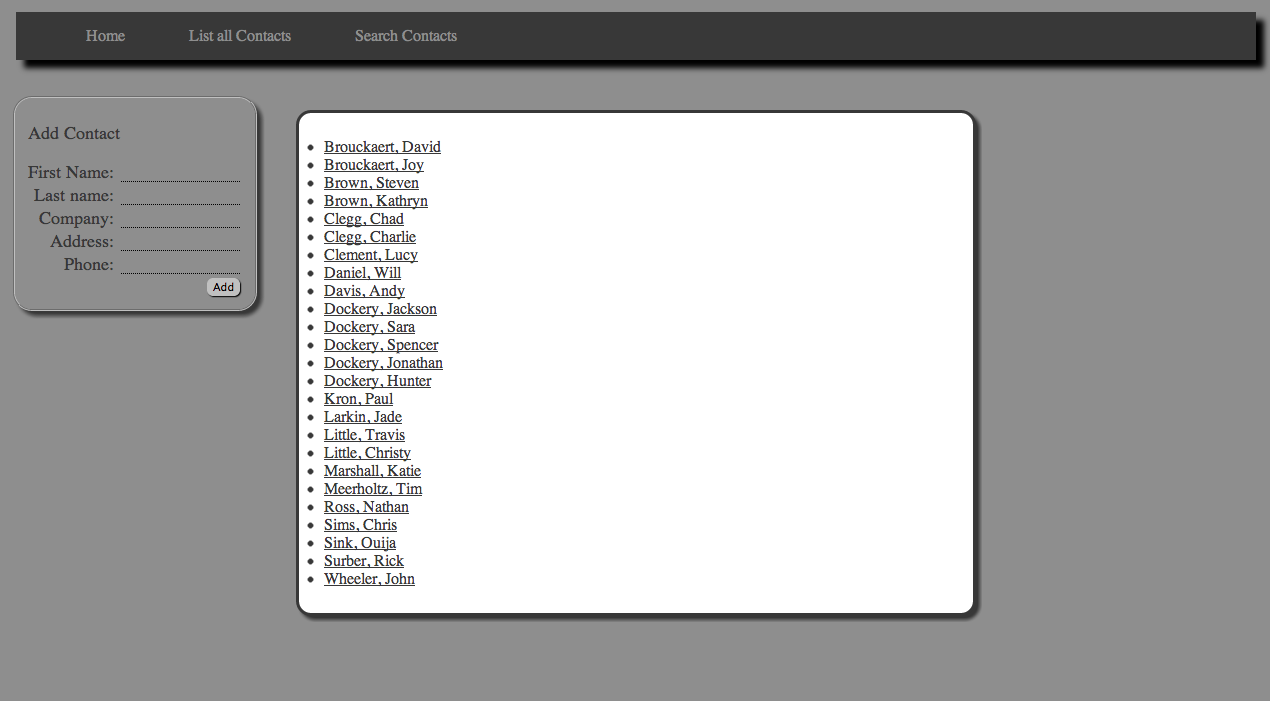 Home List all Contacts Search Contacts
Add Contact
First Name:
Last name:
Company:
Address:
Phone:
Add
Brouckaert, David
Brouckaert, Joy
Brown, Steven
Brown, Kathryn
Clegg, Chad
Clegg, Charlie
Clement, Lucy
Daniel, Will
Davis, Andy
Dockery, Jackson
Dockery, Sara
Dockery, Spencer
Dockery, Jonathan
Dockery, Hunter
Kron, Paul
Larkin, Jade
Little, Travis
Little, Christy
Marshall, Katie
Meerholtz, Tim
Ross, Nathan
Sims, Chris
Sink, Ouija
Surber, Rick
Wheeler, John